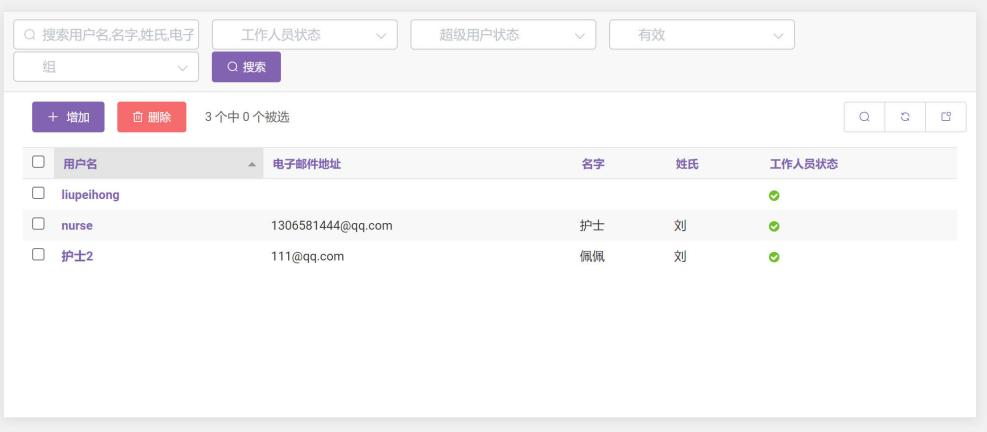 搜索用户名,名字,姓氏,电子 工作人员状态 超级用户状态 有效
组 搜索
增加 删除 3 个中 0 个被选
用户名 电子邮件地址 名字 姓氏 工作人员状态
liupeihong
nurse 1306581444@qq.com 护士 刘
护士2 111@qq.com 佩佩 刘